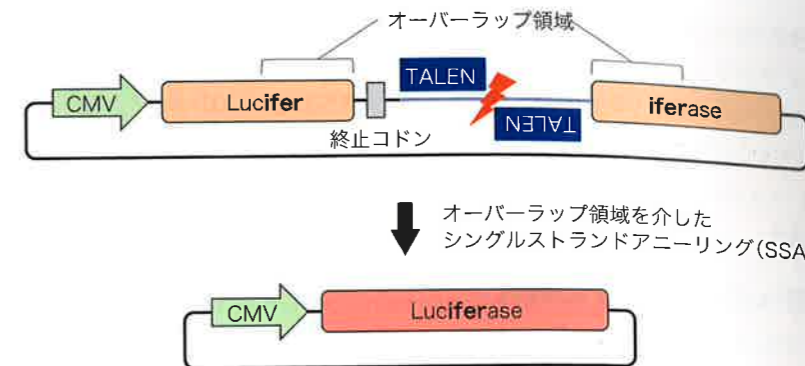 オーバーラップ領域
CMV
Lucifer
TALEN
TALEN
iferase
終止コドン
オーバーラップ領域を介した
シングルストランドアニーリング(SSA
CMV
Luciferase